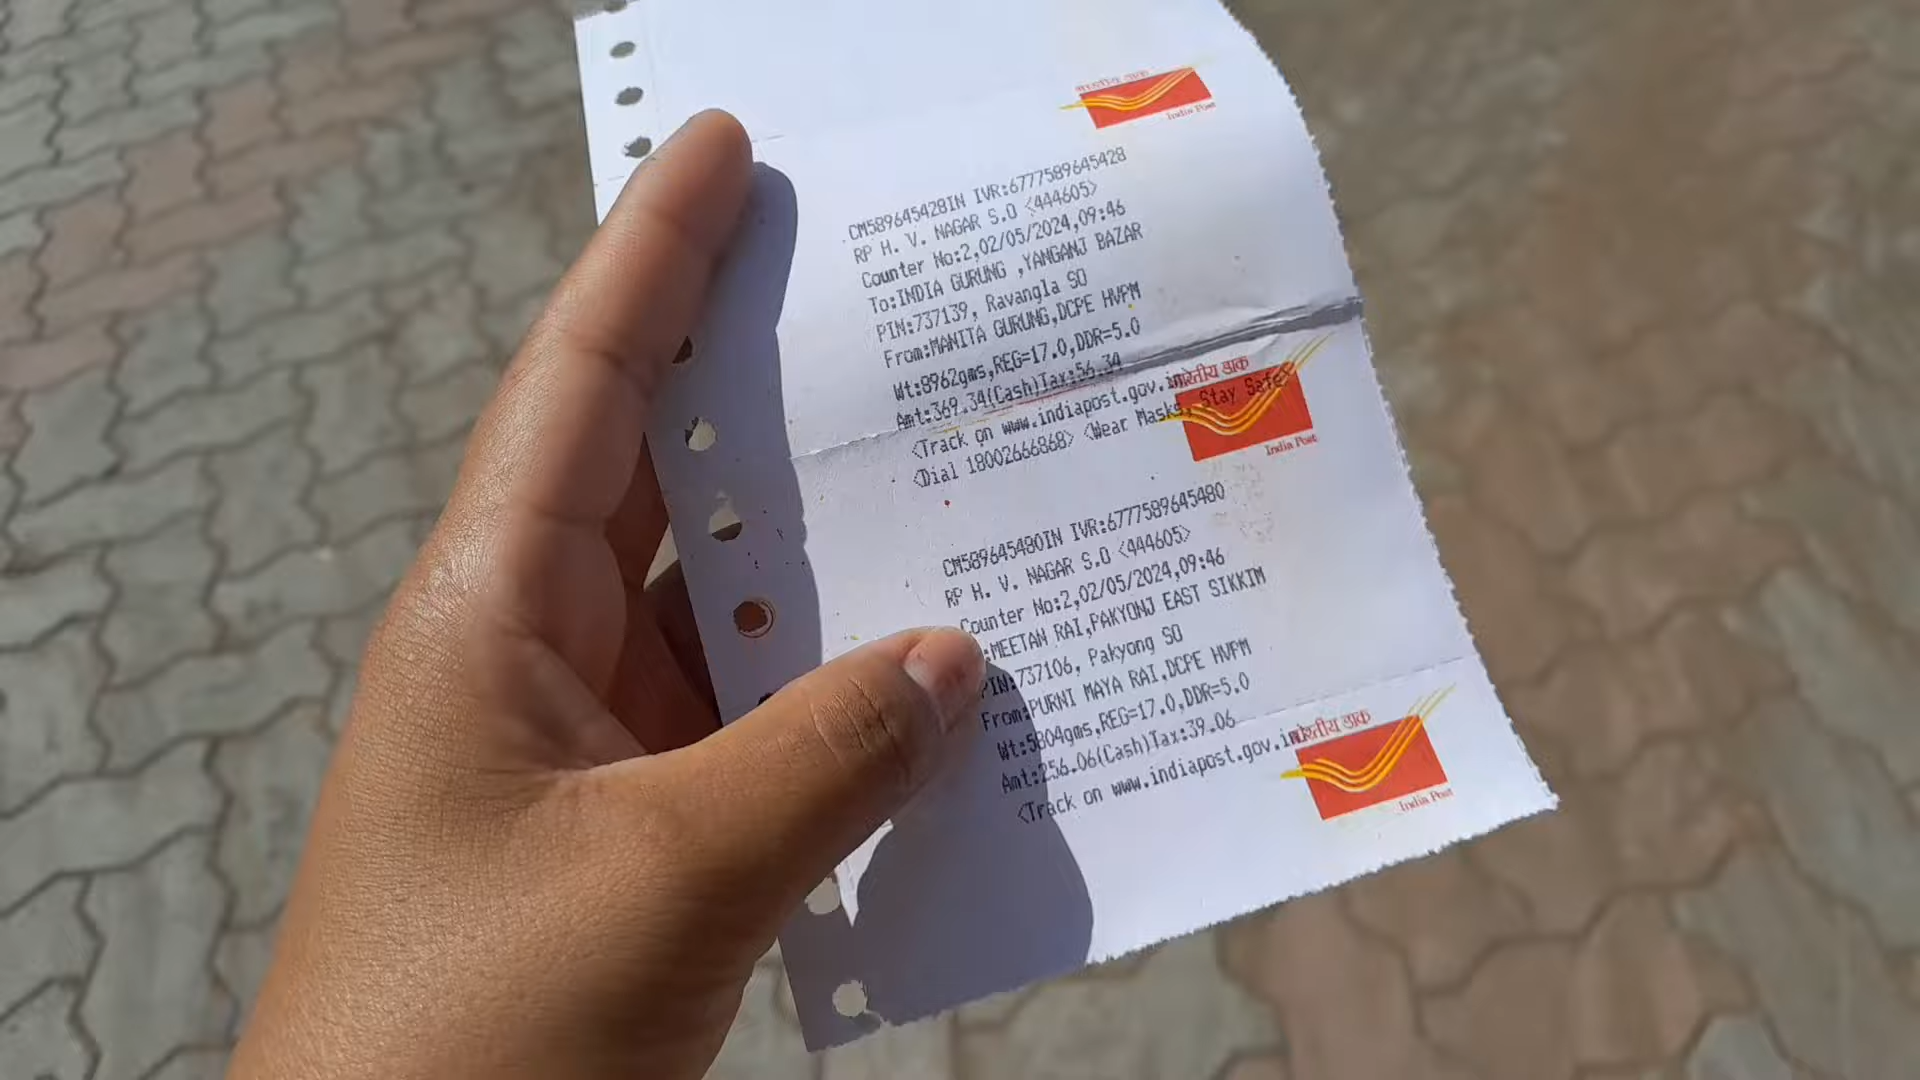 भारतीय डाक
India Post
CM589645428IN IVR:6777589645428
RP H. V. NAGAR S.O <444605>
Counter No:2,02/05/2024,09:46
To:INDIA GURUNG ,YANGANJ BAZAR
PIN:737139, Ravangla SO
From:MANITA GURUNG,DCPE HVPM
Wt:8962gms,REG=17.0,DDR=5.0
Amt:369.34(Cash)Tax:56.34
<Track on www.indiapost.gov.in>
<Dial 18002666868> <Wear Masks, Stay Safe>
भारतीय डाक
India Post
CM589645480IN IVR:6777589645480
RP H. V. NAGAR S.O <444605>
Counter No:2,02/05/2024,09:46
:MEETAN RAI,PAKYONJ EAST SIKKIM
PIN:737106, Pakyong SO
From:PURNI MAYA RAI,DCPE HVPM
Wt:5804gms,REG=17.0,DDR=5.0
Amt:256.06(Cash)Tax:39.06
<Track on www.indiapost.gov.in>
भारतीय डाक
India Post